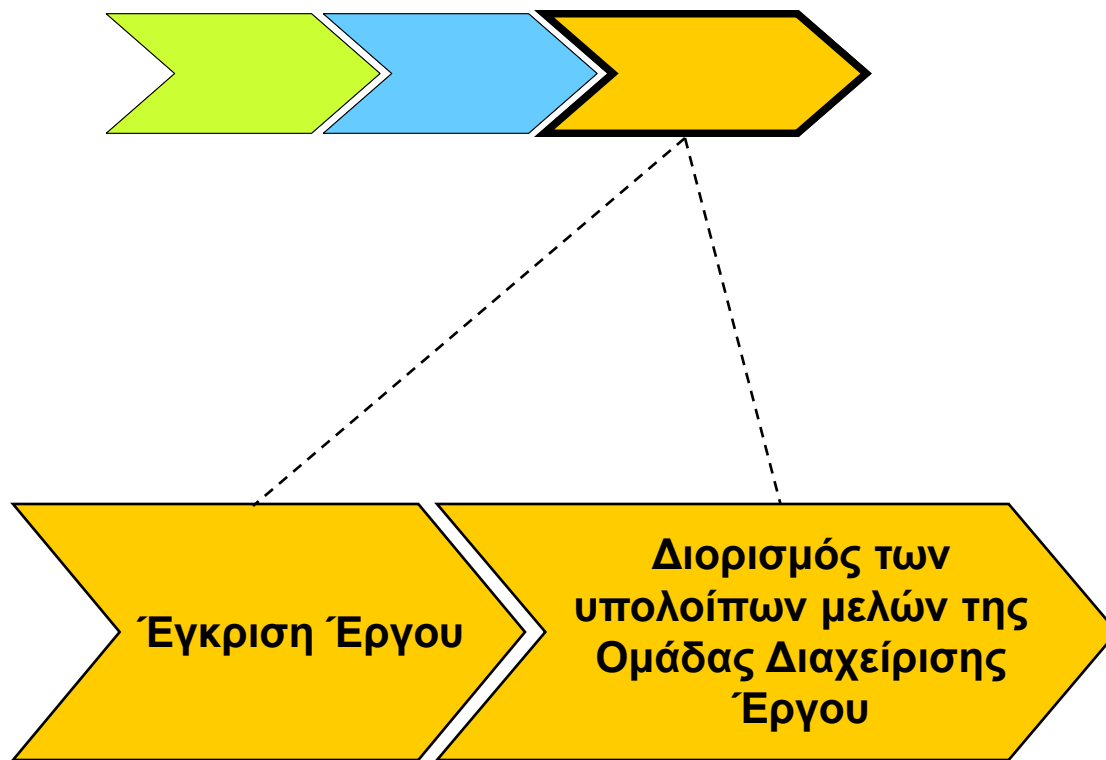 Έγκριση Έργου
Διορισμός των
υπολοίπων μελών της
Ομάδας Διαχείρισης
Έργου